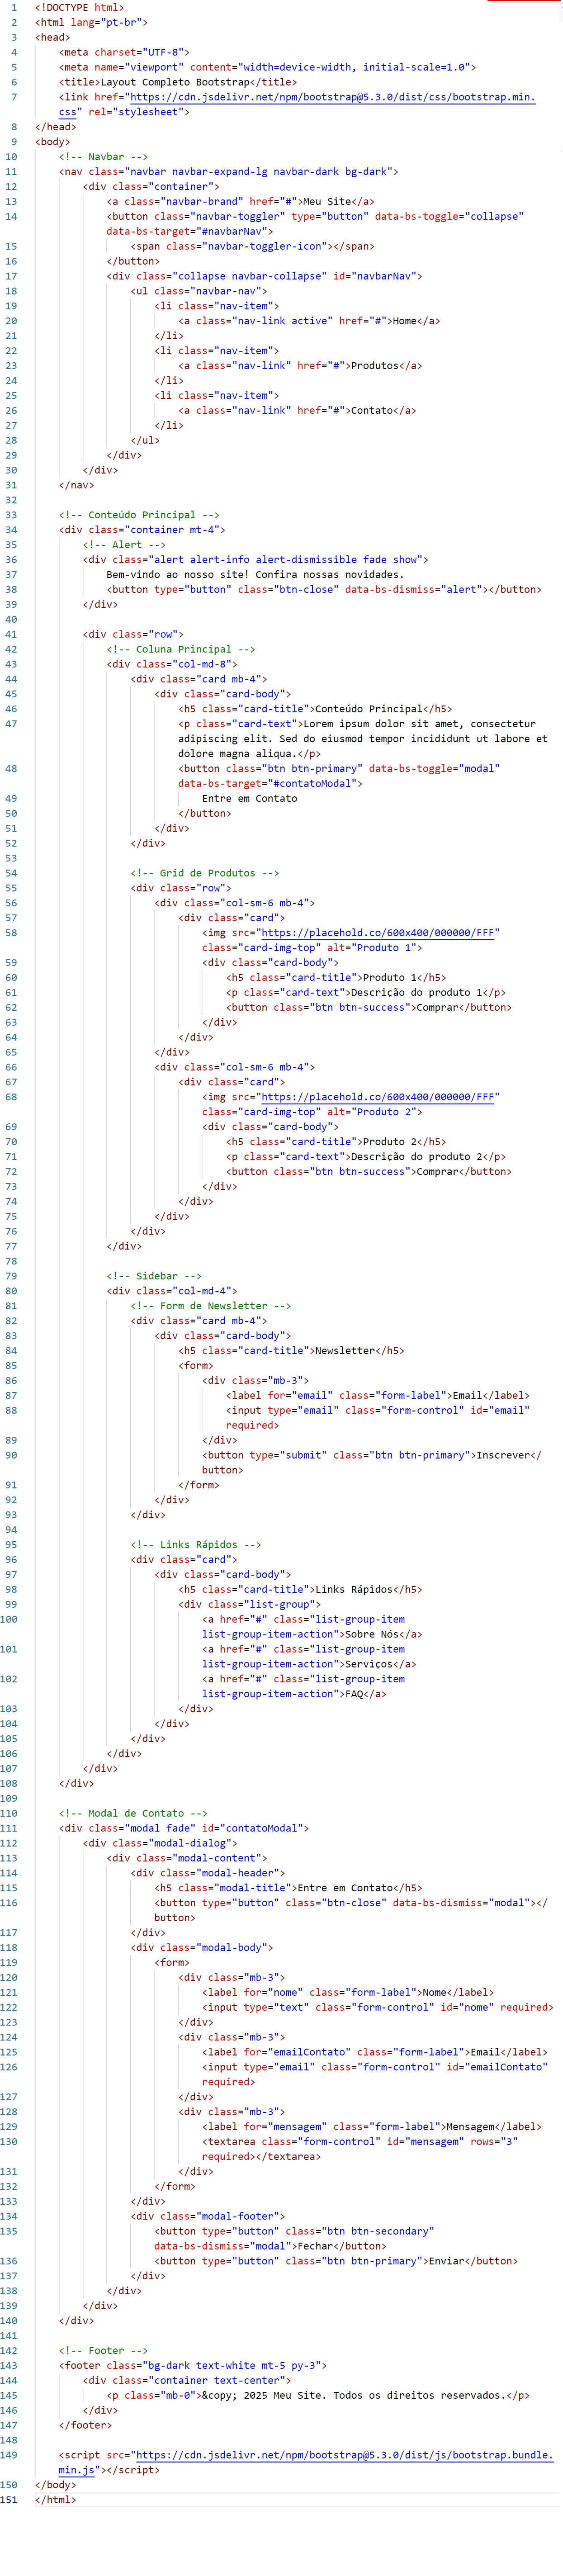 1 <!DOCTYPE html>
2 <html lang="pt-br">
3 <head>
4 <meta charset="UTF-8">
5 <meta name="viewport" content="width=device-width, initial-scale=1.0">
6 <title>Layout Completo Bootstrap</title>
7 <link href="https://cdn.jsdelivr.net/npm/bootstrap@5.3.0/dist/css/bootstrap.min.
css" rel="stylesheet">
8 </head>
9 <body>
10 <!-- Navbar -->
11 <nav class="navbar navbar-expand-lg navbar-dark bg-dark">
12 <div class="container">
13 <a class="navbar-brand" href="#">Meu Site</a>
14 <button class="navbar-toggler" type="button" data-bs-toggle="collapse"
data-bs-target="#navbarNav">
15 <span class="navbar-toggler-icon"></span>
16 </button>
17 <div class="collapse navbar-collapse" id="navbarNav">
18 <ul class="navbar-nav">
19 <li class="nav-item">
20 <a class="nav-link active" href="#">Home</a>
21 </li>
22 <li class="nav-item">
23 <a class="nav-link" href="#">Produtos</a>
24 </li>
25 <li class="nav-item">
26 <a class="nav-link" href="#">Contato</a>
27 </li>
28 </ul>
29 </div>
30 </div>
31 </nav>
32
33 <!-- Conteúdo Principal -->
34 <div class="container mt-4">
35 <!-- Alert -->
36 <div class="alert alert-info alert-dismissible fade show">
37 Bem-vindo ao nosso site! Confira nossas novidades.
38 <button type="button" class="btn-close" data-bs-dismiss="alert"></button>
39 </div>
40
41 <div class="row">
42 <!-- Coluna Principal -->
43 <div class="col-md-8">
44 <div class="card mb-4">
45 <div class="card-body">
46 <h5 class="card-title">Conteúdo Principal</h5>
47 <p class="card-text">Lorem ipsum dolor sit amet, consectetur
adipiscing elit. Sed do eiusmod tempor incididunt ut labore et
dolore magna aliqua.</p>
48 <button class="btn btn-primary" data-bs-toggle="modal"
data-bs-target="#contatoModal">
49 Entre em Contato
50 </button>
51 </div>
52 </div>
53
54 <!-- Grid de Produtos -->
55 <div class="row">
56 <div class="col-sm-6 mb-4">
57 <div class="card">
58 <img src="https://placehold.co/600x400/000000/FFF"
class="card-img-top" alt="Produto 1">
59 <div class="card-body">
60 <h5 class="card-title">Produto 1</h5>
61 <p class="card-text">Descrição do produto 1</p>
62 <button class="btn btn-success">Comprar</button>
63 </div>
64 </div>
65 </div>
66 <div class="col-sm-6 mb-4">
67 <div class="card">
68 <img src="https://placehold.co/600x400/000000/FFF"
class="card-img-top" alt="Produto 2">
69 <div class="card-body">
70 <h5 class="card-title">Produto 2</h5>
71 <p class="card-text">Descrição do produto 2</p>
72 <button class="btn btn-success">Comprar</button>
73 </div>
74 </div>
75 </div>
76 </div>
77 </div>
78
79 <!-- Sidebar -->
80 <div class="col-md-4">
81 <!-- Form de Newsletter -->
82 <div class="card mb-4">
83 <div class="card-body">
84 <h5 class="card-title">Newsletter</h5>
85 <form>
86 <div class="mb-3">
87 <label for="email" class="form-label">Email</label>
88 <input type="email" class="form-control" id="email"
required>
89 </div>
90 <button type="submit" class="btn btn-primary">Inscrever</
button>
91 </form>
92 </div>
93 </div>
94
95 <!-- Links Rápidos -->
96 <div class="card">
97 <div class="card-body">
98 <h5 class="card-title">Links Rápidos</h5>
99 <div class="list-group">
100 <a href="#" class="list-group-item
list-group-item-action">Sobre Nós</a>
101 <a href="#" class="list-group-item
list-group-item-action">Serviços</a>
102 <a href="#" class="list-group-item
list-group-item-action">FAQ</a>
103 </div>
104 </div>
105 </div>
106 </div>
107 </div>
108 </div>
109
110 <!-- Modal de Contato -->
111 <div class="modal fade" id="contatoModal">
112 <div class="modal-dialog">
113 <div class="modal-content">
114 <div class="modal-header">
115 <h5 class="modal-title">Entre em Contato</h5>
116 <button type="button" class="btn-close" data-bs-dismiss="modal"></
button>
117 </div>
118 <div class="modal-body">
119 <form>
120 <div class="mb-3">
121 <label for="nome" class="form-label">Nome</label>
122 <input type="text" class="form-control" id="nome" required>
123 </div>
124 <div class="mb-3">
125 <label for="emailContato" class="form-label">Email</label>
126 <input type="email" class="form-control" id="emailContato"
required>
127 </div>
128 <div class="mb-3">
129 <label for="mensagem" class="form-label">Mensagem</label>
130 <textarea class="form-control" id="mensagem" rows="3"
required></textarea>
131 </div>
132 </form>
133 </div>
134 <div class="modal-footer">
135 <button type="button" class="btn btn-secondary"
data-bs-dismiss="modal">Fechar</button>
136 <button type="button" class="btn btn-primary">Enviar</button>
137 </div>
138 </div>
139 </div>
140 </div>
141
142 <!-- Footer -->
143 <footer class="bg-dark text-white mt-5 py-3">
144 <div class="container text-center">
145 <p class="mb-0">&copy; 2025 Meu Site. Todos os direitos reservados.</p>
146 </div>
147 </footer>
148
149 <script src="https://cdn.jsdelivr.net/npm/bootstrap@5.3.0/dist/js/bootstrap.bundle.
min.js"></script>
150 </body>
151 </html>